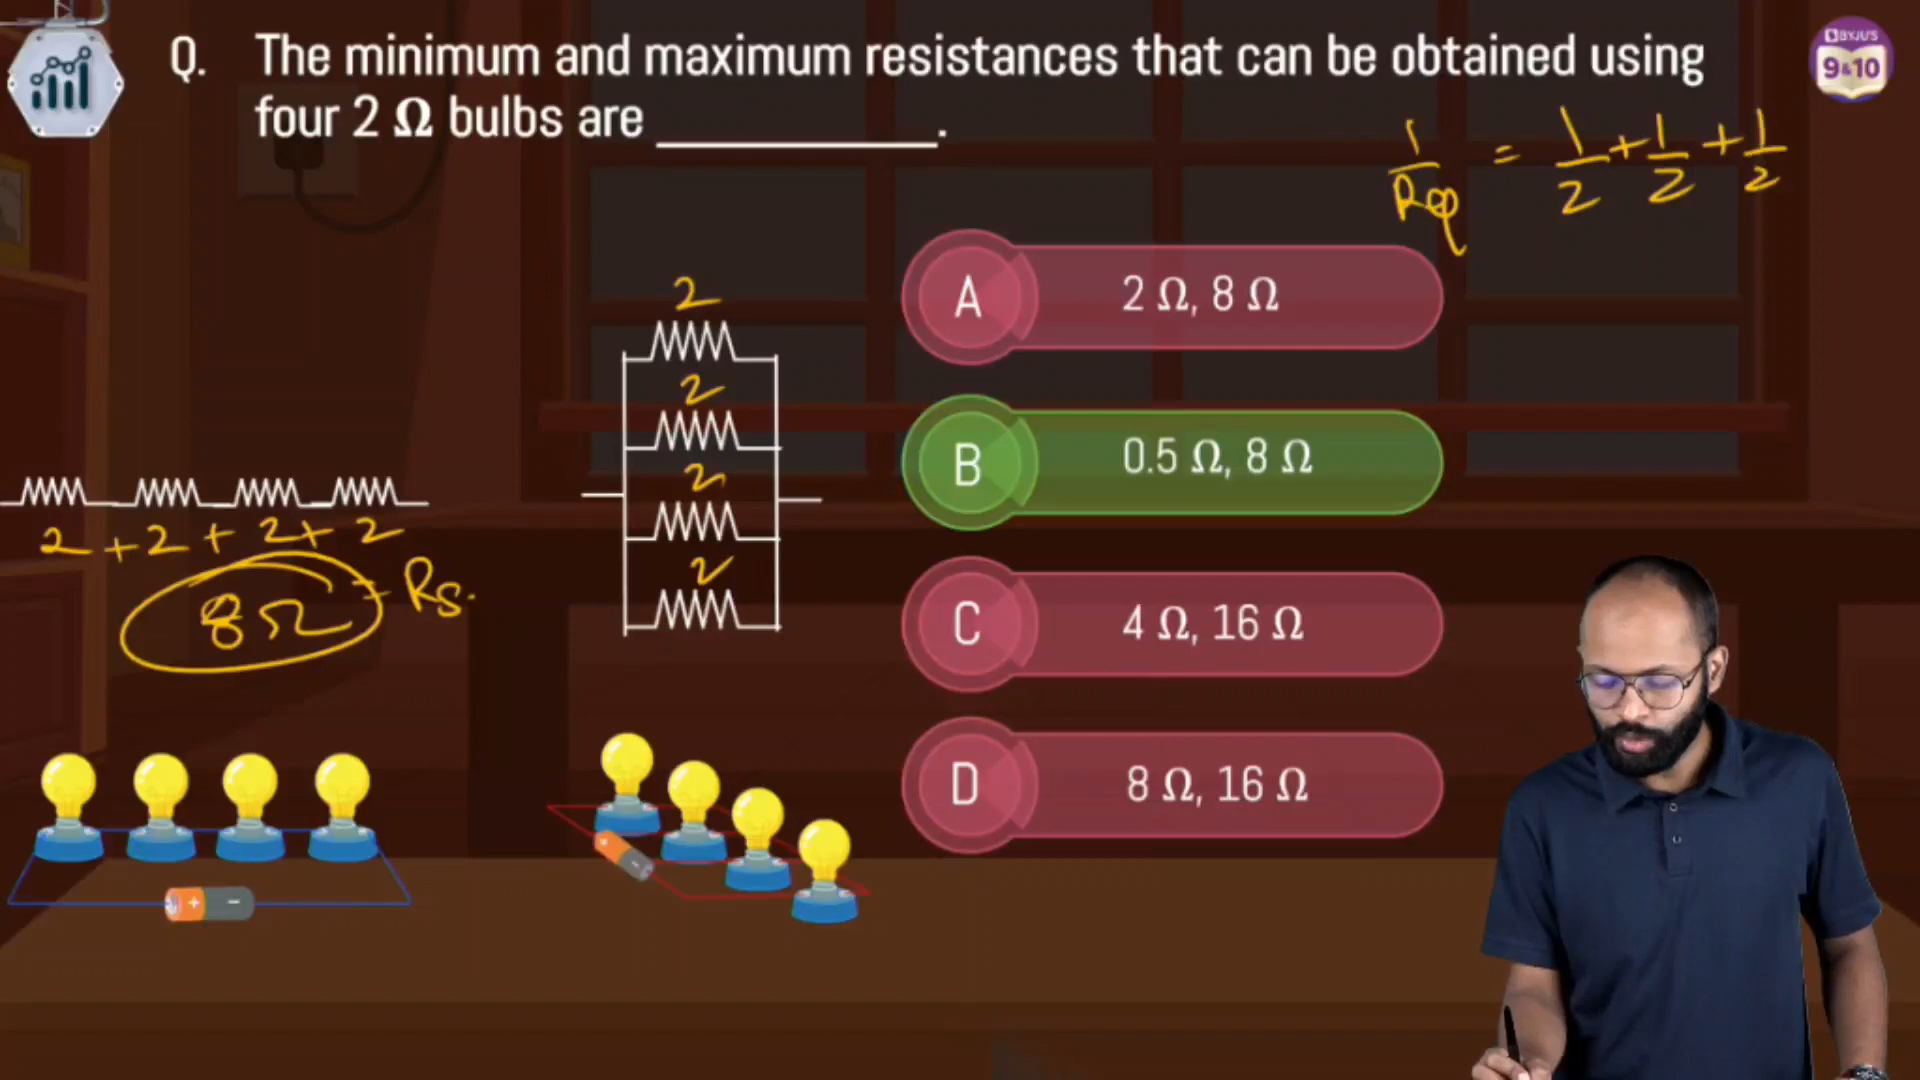 Q. The minimum and maximum resistances that can be obtained using
four 2 Ω bulbs are ____________.
BYJU'S
9&10
1/Req = 1/2 + 1/2 + 1/2
A 2 Ω, 8 Ω
B 0.5 Ω, 8 Ω
C 4 Ω, 16 Ω
D 8 Ω, 16 Ω
2
2
2
2
2 + 2 + 2 + 2
8Ω = Rs.
+ -
+ -